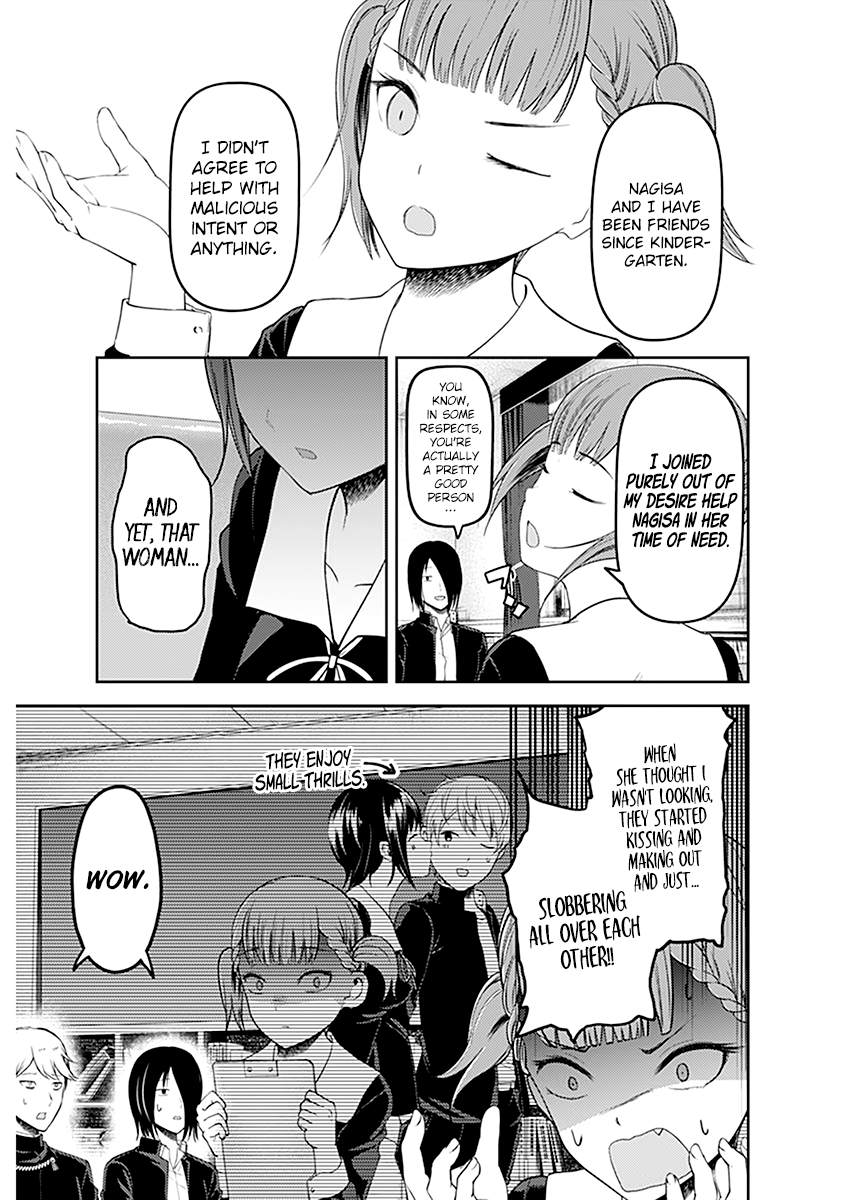 NAGISA
AND I HAVE
BEEN FRIENDS
SINCE KINDER-
GARTEN.
I DIDN'T
AGREE TO
HELP WITH
MALICIOUS
INTENT OR
ANYTHING.
I JOINED
PURELY OUT OF
MY DESIRE HELP
NAGISA IN HER
TIME OF NEED.
YOU
KNOW,
IN SOME
RESPECTS,
YOU'RE
ACTUALLY
A PRETTY
GOOD
PERSON
...
AND
YET, THAT
WOMAN...
WHEN
SHE THOUGHT I
WASN'T LOOKING,
THEY STARTED
KISSING AND
MAKING OUT
AND JUST...
SLOBBERING
ALL OVER EACH
OTHER!!
THEY ENJOY
SMALL THRILLS.
WOW.